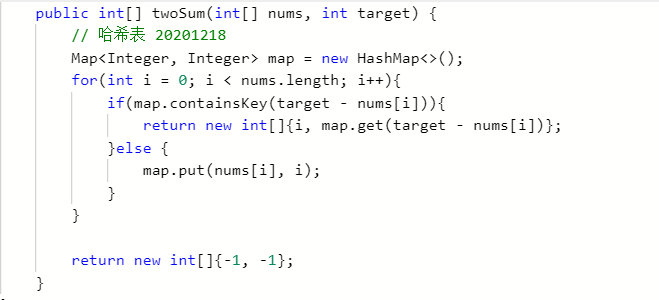 public int[] twoSum(int[] nums, int target) {
// 哈希表 20201218
Map<Integer, Integer> map = new HashMap<>();
for(int i = 0; i < nums.length; i++){
if(map.containsKey(target - nums[i])){
return new int[]{i, map.get(target - nums[i])};
}else {
map.put(nums[i], i);
}
}
return new int[]{-1, -1};
}